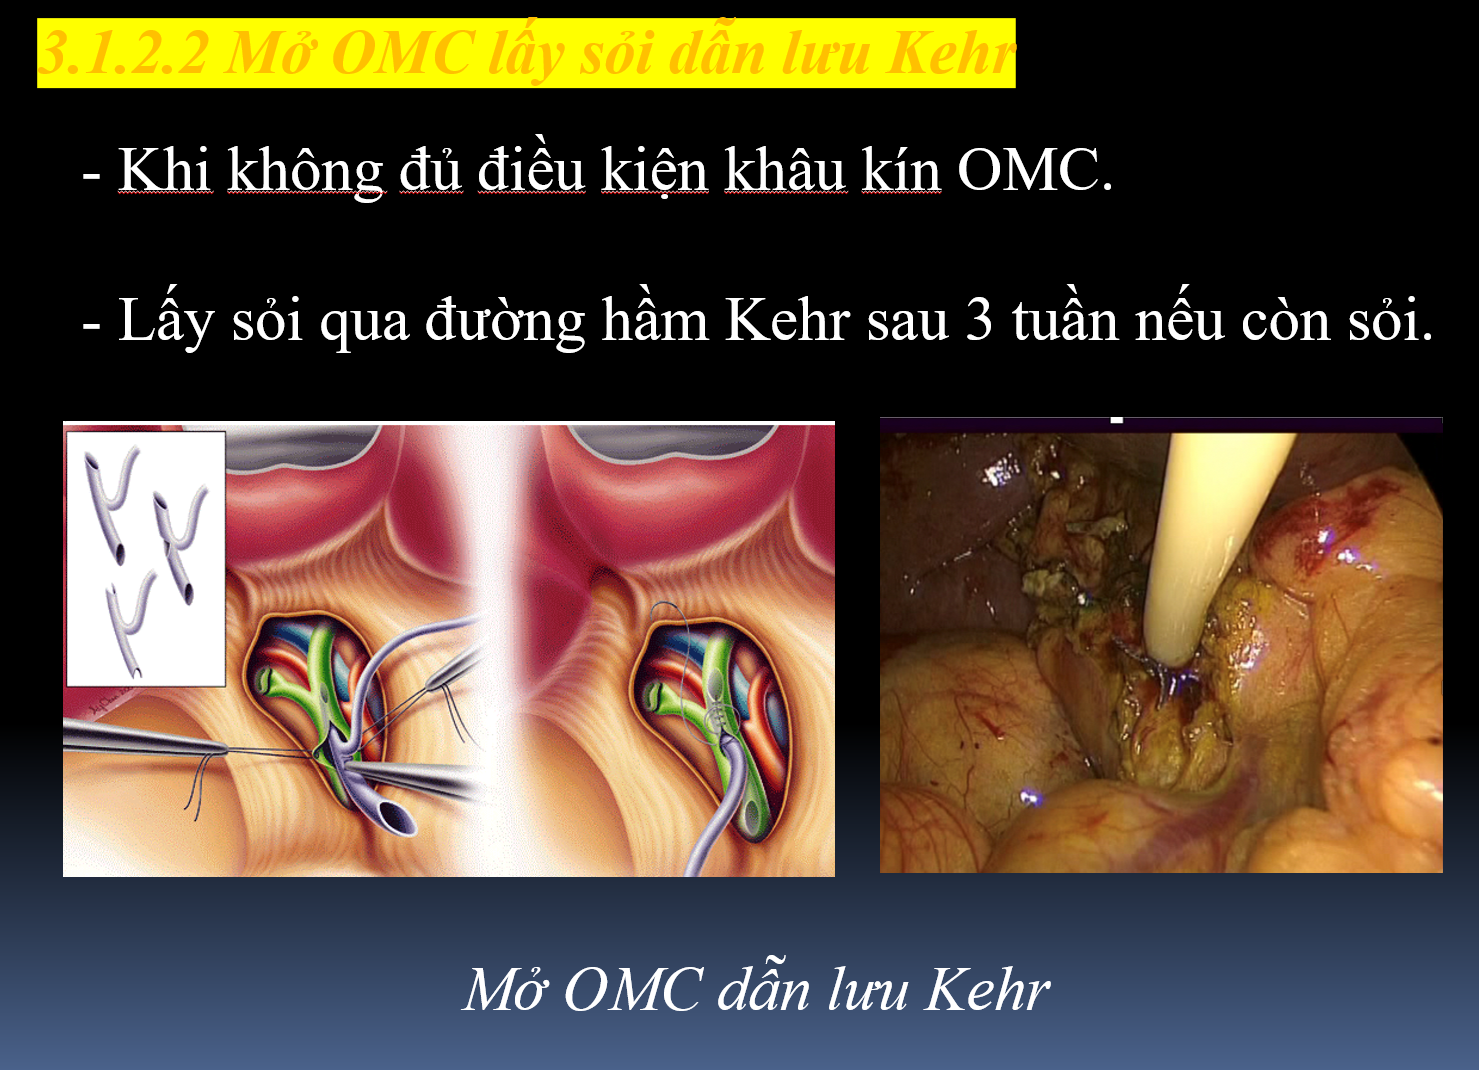 3.1.2.2 Mở OMC lấy sỏi dẫn lưu Kehr
- Khi không đủ điều kiện khâu kín OMC.
- Lấy sỏi qua đường hầm Kehr sau 3 tuần nếu còn sỏi.
Mở OMC dẫn lưu Kehr